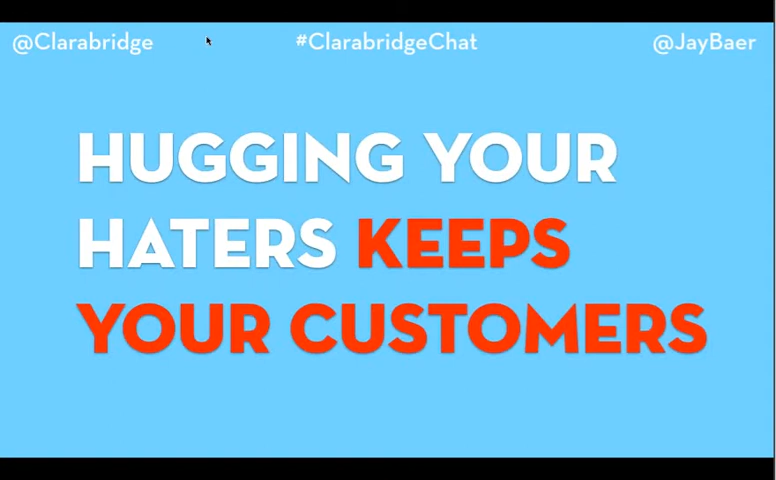 @Clarabridge #ClarabridgeChat @JayBaer
HUGGING YOUR
HATERS KEEPS
YOUR CUSTOMERS